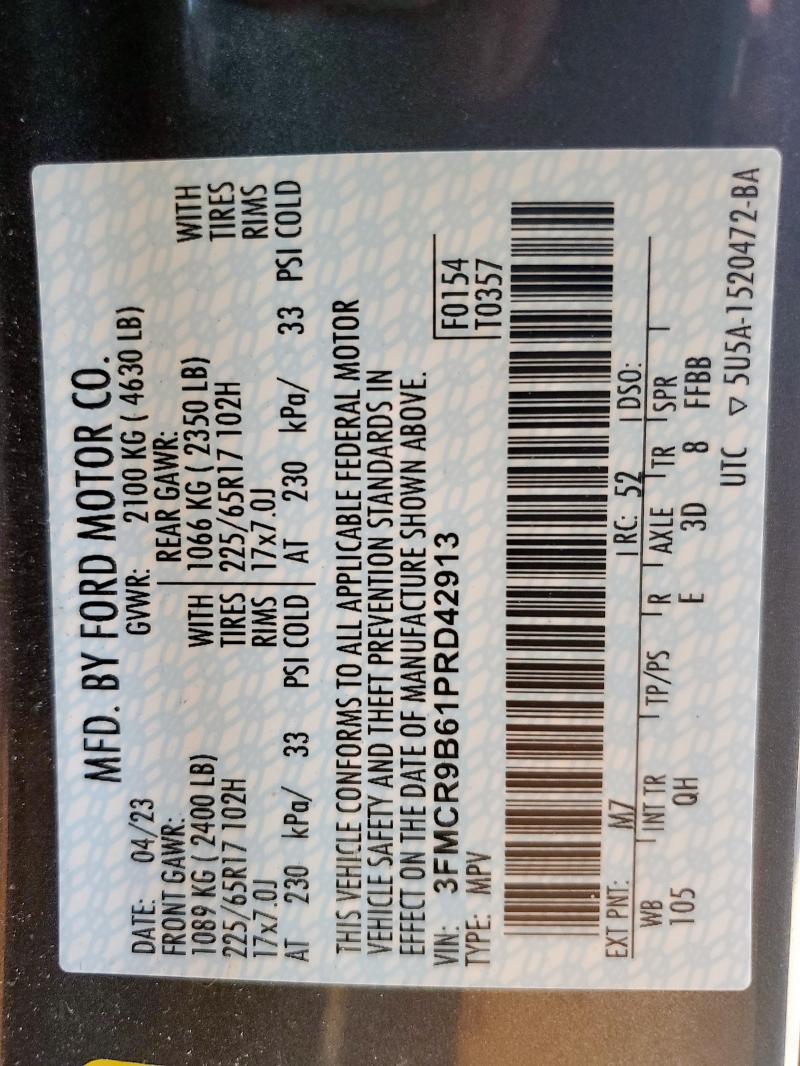 MFD. BY FORD MOTOR CO.
DATE: 04/23 GVWR: 2100 KG ( 4630 LB)
FRONT GAWR: REAR GAWR:
1089 KG ( 2400 LB) WITH 1066 KG ( 2350 LB) WITH
225/65R17 102H TIRES 225/65R17 102H TIRES
17x7.0J RIMS 17x7.0J RIMS
AT 230 kPa/ 33 PSI COLD AT 230 kPa/ 33 PSI COLD
THIS VEHICLE CONFORMS TO ALL APPLICABLE FEDERAL MOTOR
VEHICLE SAFETY AND THEFT PREVENTION STANDARDS IN
EFFECT ON THE DATE OF MANUFACTURE SHOWN ABOVE.
VIN: 3FMCR9B61PRD42913 F0154
TYPE: MPV T0357
EXT PNT: M7 RC: 52 DSO:
WB INT TR TP/PS R AXLE TR SPR
105 QH E 3D 8 FFBB
UTC ▽ 5U5A-1520472-BA